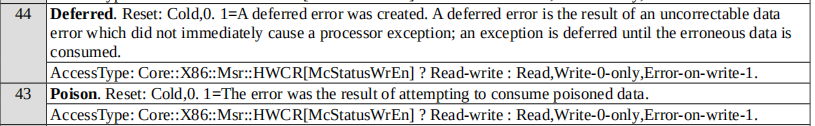 44 Deferred. Reset: Cold,0. 1=A deferred error was created. A deferred error is the result of an uncorrectable data
error which did not immediately cause a processor exception; an exception is deferred until the erroneous data is
consumed.
AccessType: Core::X86::Msr::HWCR[McStatusWrEn] ? Read-write : Read,Write-0-only,Error-on-write-1.
43 Poison. Reset: Cold,0. 1=The error was the result of attempting to consume poisoned data.
AccessType: Core::X86::Msr::HWCR[McStatusWrEn] ? Read-write : Read,Write-0-only,Error-on-write-1.